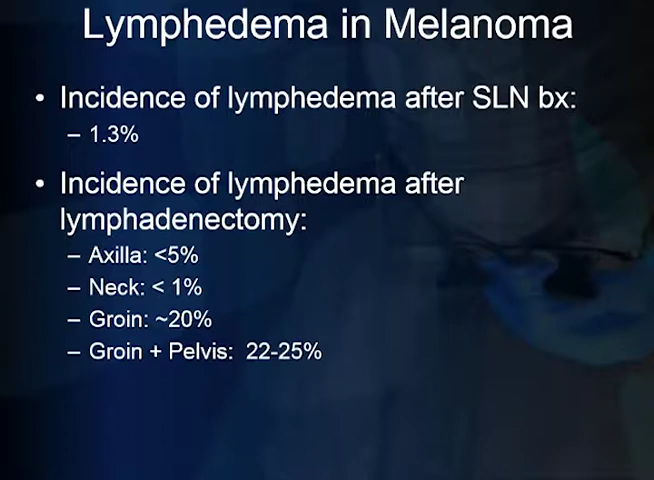 Lymphedema in Melanoma
• Incidence of lymphedema after SLN bx:
– 1.3%
• Incidence of lymphedema after
lymphadenectomy:
– Axilla: <5%
– Neck: < 1%
– Groin: ~20%
– Groin + Pelvis: 22-25%